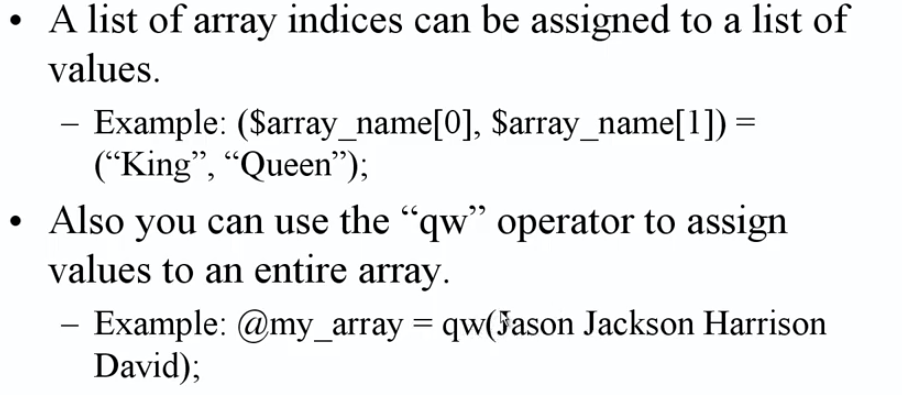 • A list of array indices can be assigned to a list of
values.
– Example: ($array_name[0], $array_name[1]) =
(“King”, “Queen”);
• Also you can use the “qw” operator to assign
values to an entire array.
– Example: @my_array = qw(Jason Jackson Harrison
David);